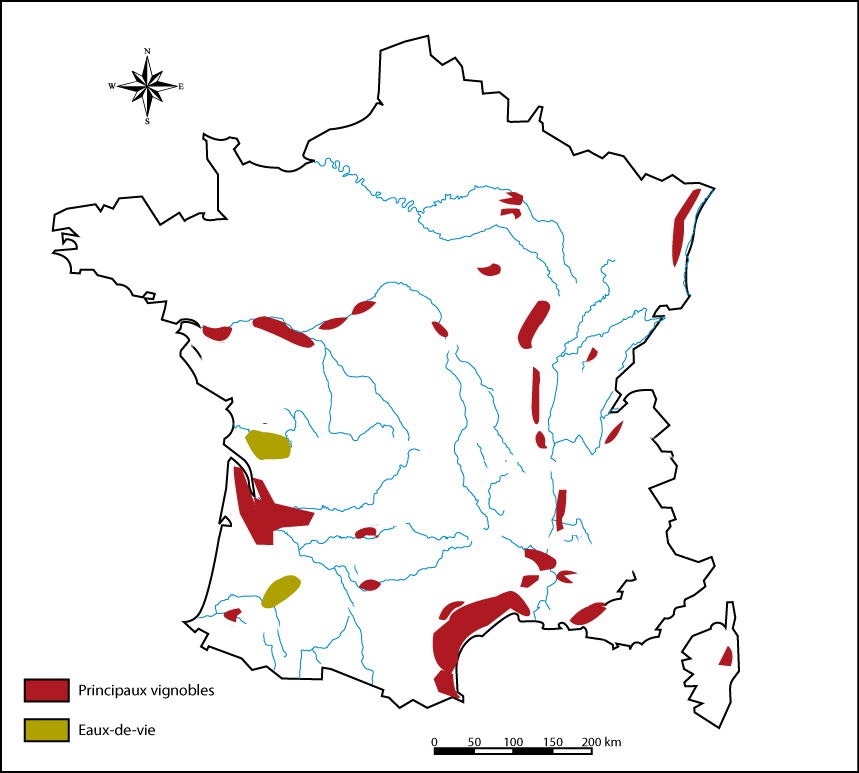 N
W E
S
Principaux vignobles
Eaux-de-vie
0 50 100 150 200 km